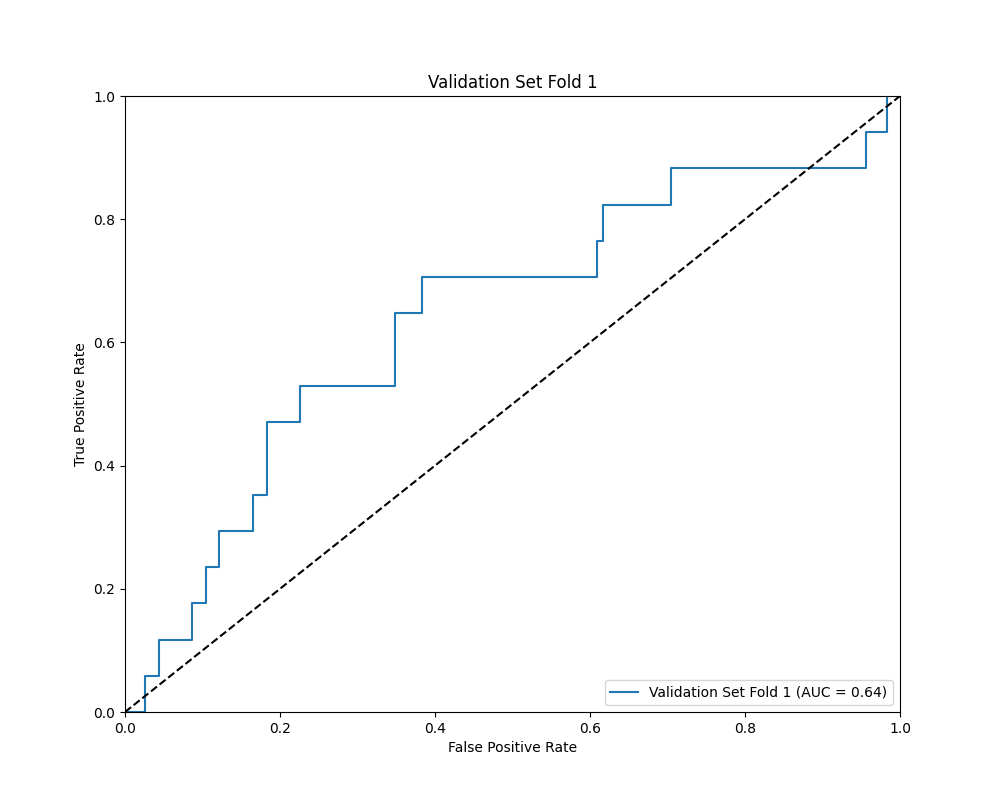 Validation Set Fold 1
1.0
0.8
0.6
0.4
0.2
0.0
True Positive Rate
Validation Set Fold 1 (AUC = 0.64)
0.0 0.2 0.4 0.6 0.8 1.0
False Positive Rate